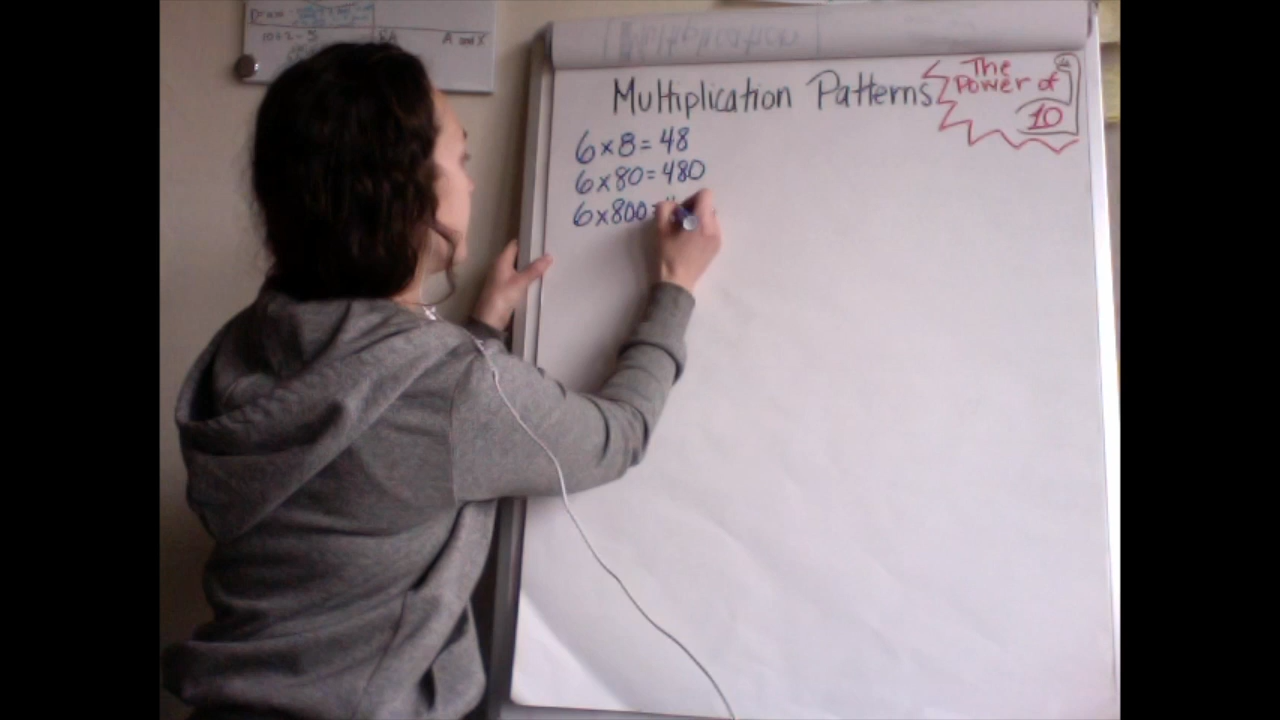 Multiplication Patterns
The
Power of
10
6 x 8 = 48
6 x 80 = 480
6 x 800 =